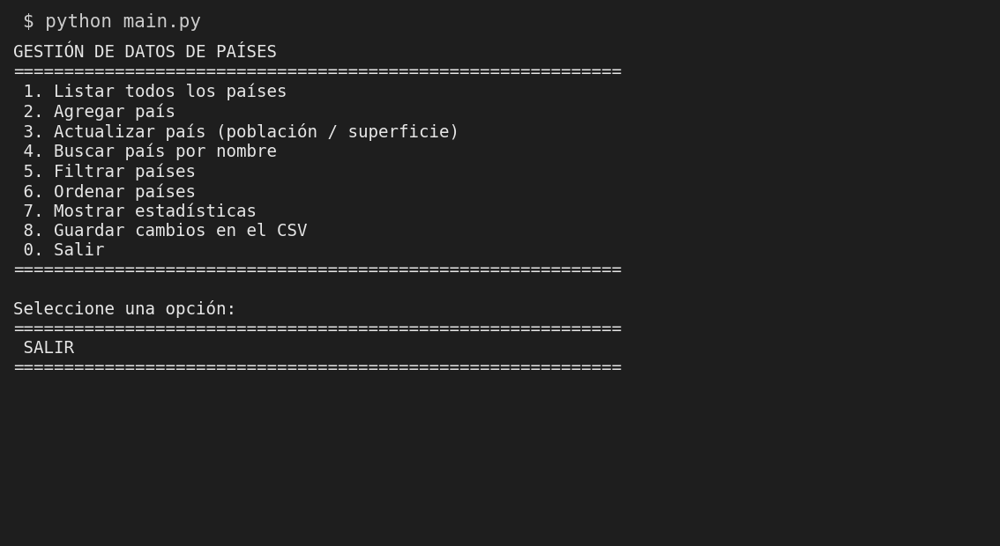 $ python main.py
GESTIÓN DE DATOS DE PAÍSES
============================================================
1. Listar todos los países
2. Agregar país
3. Actualizar país (población / superficie)
4. Buscar país por nombre
5. Filtrar países
6. Ordenar países
7. Mostrar estadísticas
8. Guardar cambios en el CSV
0. Salir
============================================================
Seleccione una opción:
============================================================
SALIR
============================================================